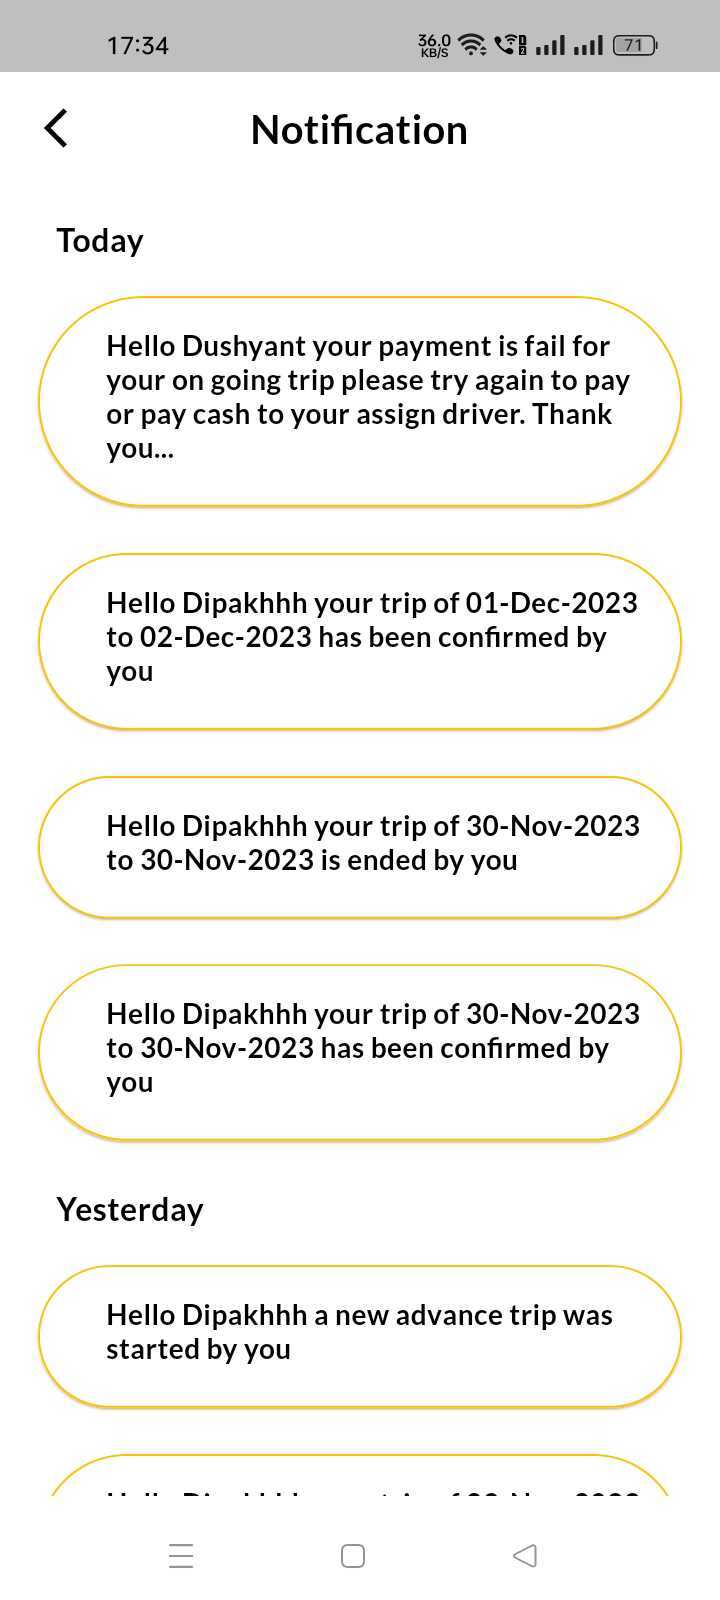 17:34
36.0
KB/S
1
2
71
Notification
Today
Hello Dushyant your payment is fail for
your on going trip please try again to pay
or pay cash to your assign driver. Thank
you...
Hello Dipakhhh your trip of 01-Dec-2023
to 02-Dec-2023 has been confirmed by
you
Hello Dipakhhh your trip of 30-Nov-2023
to 30-Nov-2023 is ended by you
Hello Dipakhhh your trip of 30-Nov-2023
to 30-Nov-2023 has been confirmed by
you
Yesterday
Hello Dipakhhh a new advance trip was
started by you